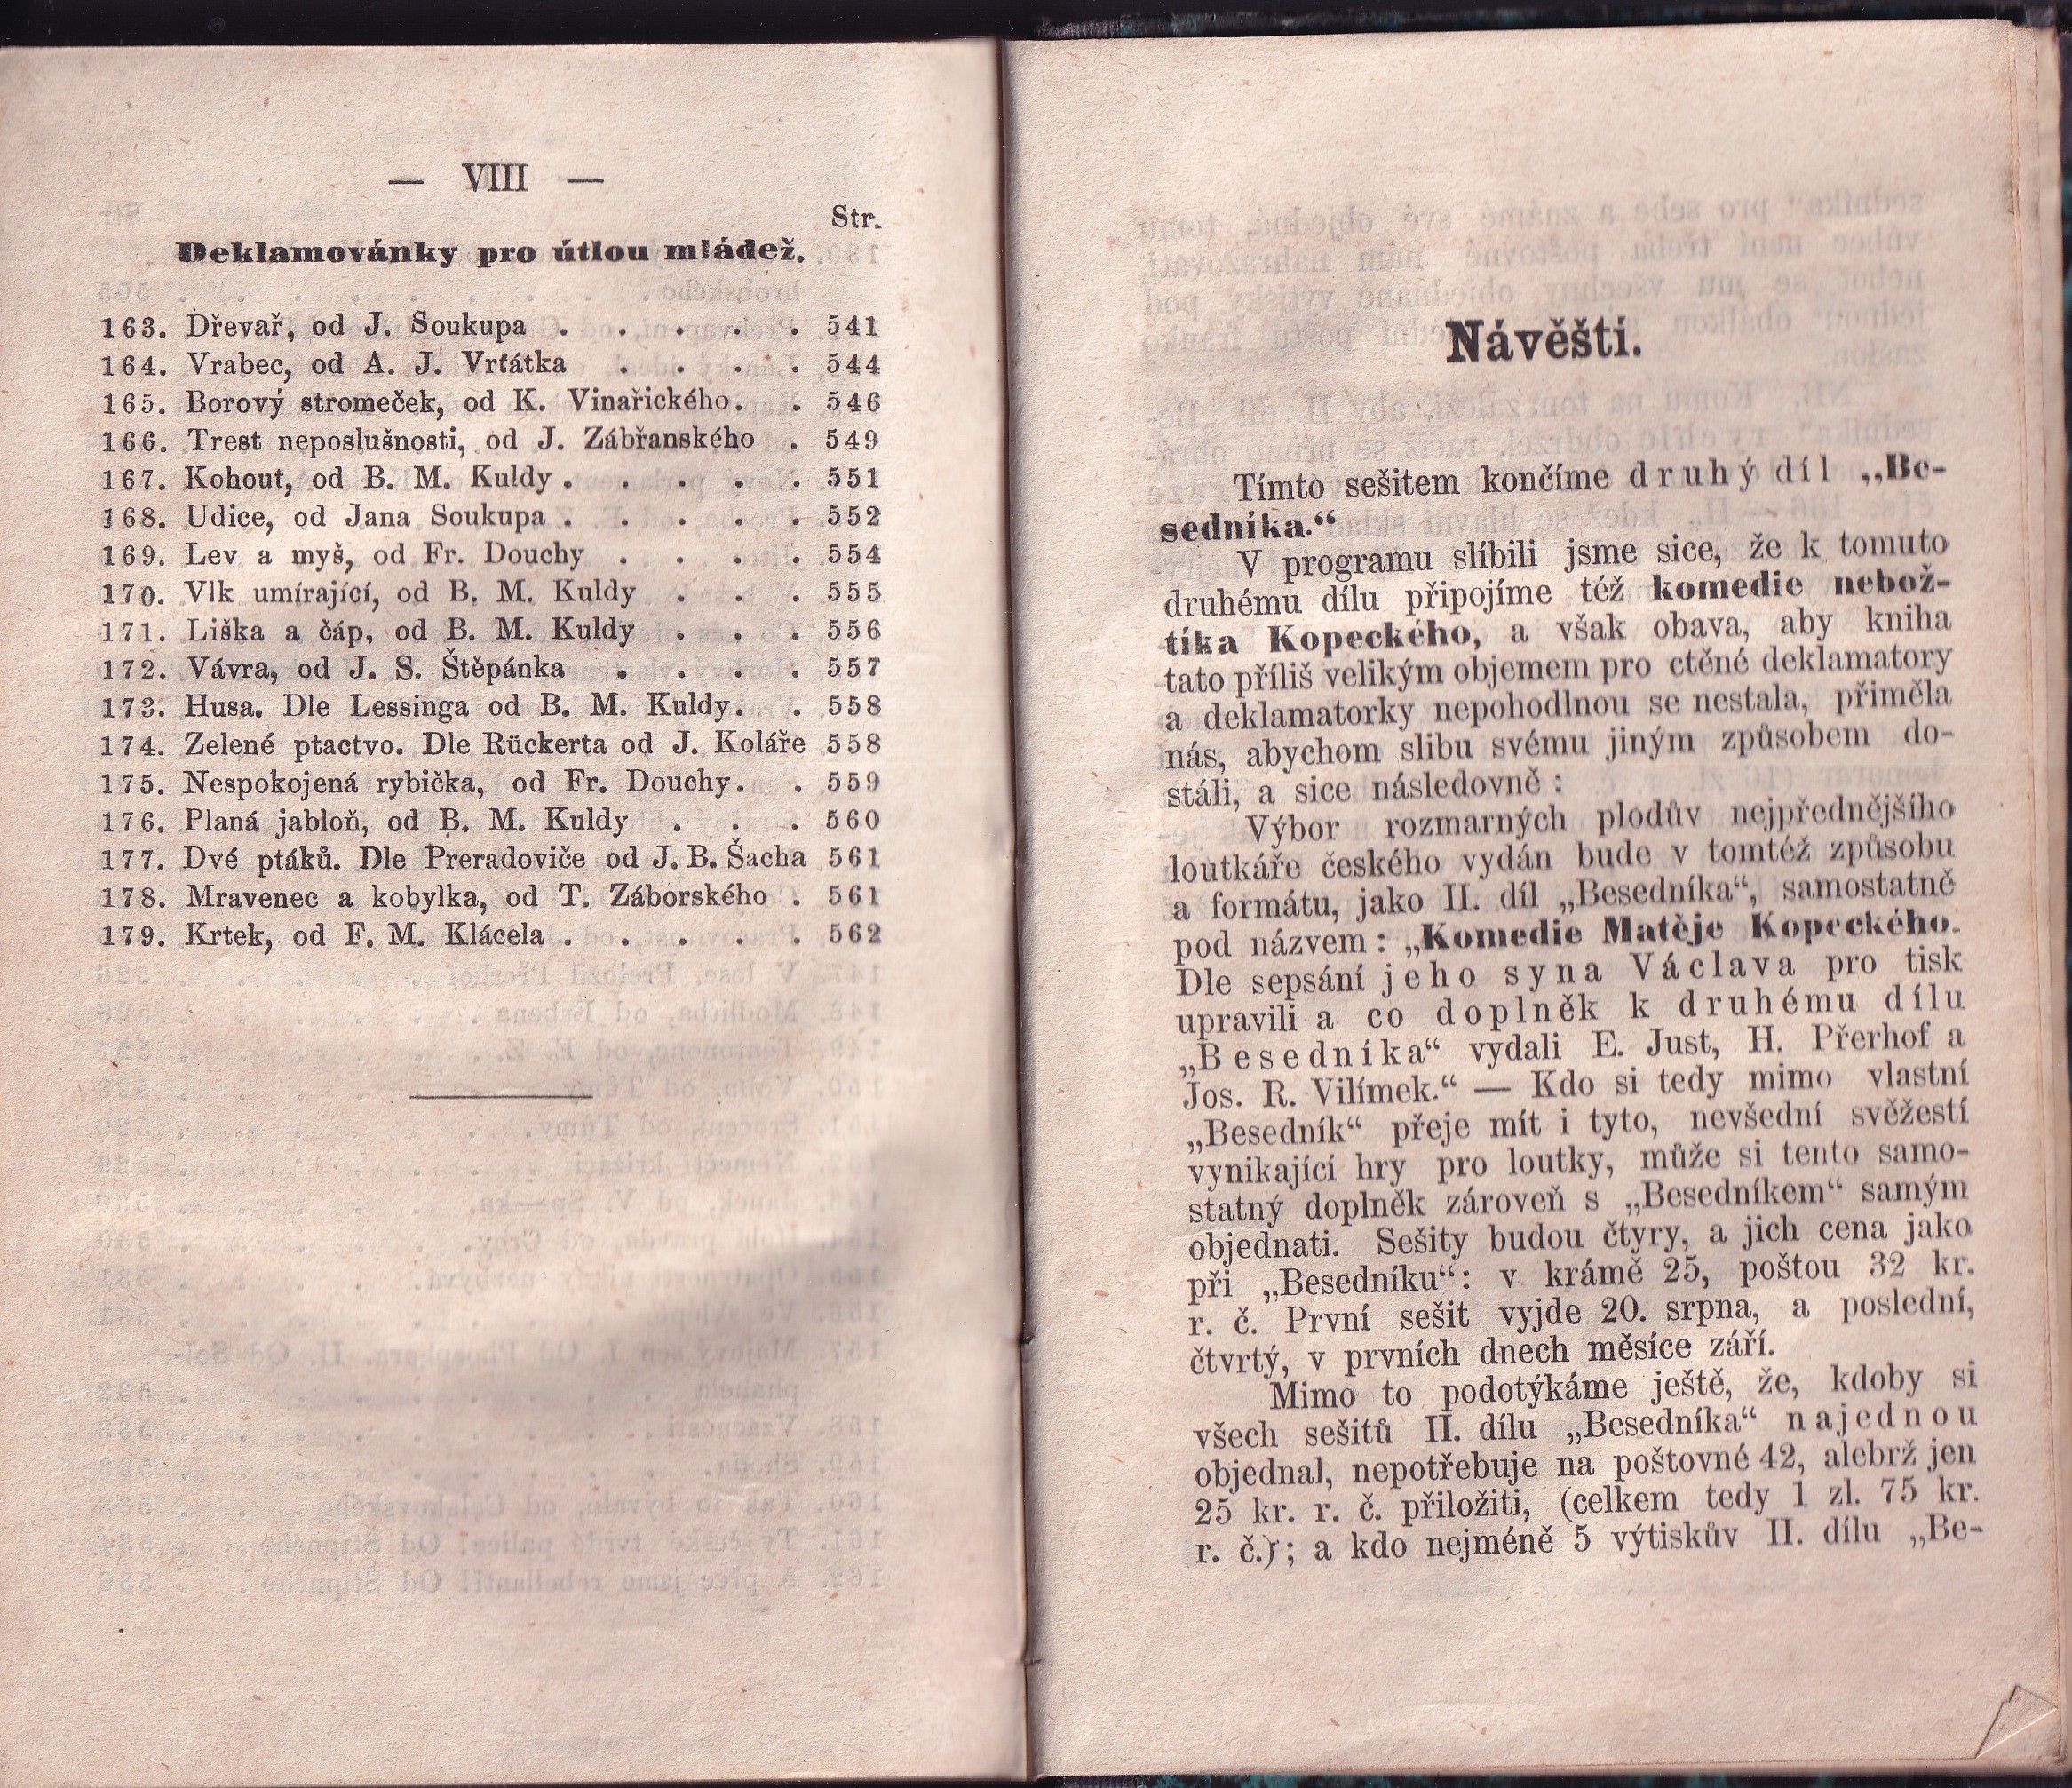 — VIII —
Str.
Deklamovánky pro útlou mládež.
163. Dřevař, od J. Soukupa . . . . . 541
164. Vrabec, od A. J. Vrťátka . . . . 544
165. Borový stromeček, od K. Vinařického. . 546
166. Trest neposlušnosti, od J. Zábřanského . 549
167. Kohout, od B. M. Kuldy . . . . . 551
168. Udice, od Jana Soukupa . . . . . 552
169. Lev a myš, od Fr. Douchy . . . . 554
170. Vlk umírající, od B. M. Kuldy . . . 555
171. Liška a čáp, od B. M. Kuldy . . . 556
172. Vávra, od J. S. Štěpánka . . . . 557
173. Husa. Dle Lessinga od B. M. Kuldy. . 558
174. Zelené ptactvo. Dle Rückerta od J. Koláře 558
175. Nespokojená rybička, od Fr. Douchy. . 559
176. Planá jabloň, od B. M. Kuldy . . . 560
177. Dvé ptáků. Dle Preradoviče od J. B. Šacha 561
178. Mravenec a kobylka, od T. Záborského . 561
179. Krtek, od F. M. Klácela . . . . . 562
Návěští.
Tímto sešitem končíme druhý díl „Be-
sedníka.“
V programu slíbili jsme sice, že k tomuto
druhému dílu připojíme též komedie nebož-
tíka Kopeckého, a však obava, aby kniha
tato příliš velikým objemem pro ctěné deklamatory
a deklamatorky nepohodlnou se nestala, přiměla
nás, abychom slibu svému jiným způsobem do-
stáli, a sice následovně :
Výbor rozmarných plodův nejpřednějšího
loutkáře českého vydán bude v tomtéž způsobu
a formátu, jako II. díl „Besedníka“, samostatně
pod názvem : „Komedie Matěje Kopeckého.
Dle sepsání jeho syna Václava pro tisk
upravili a co doplněk k druhému dílu
„Besedníka“ vydali E. Just, H. Přerhof a
Jos. R. Vilímek.“ — Kdo si tedy mimo vlastní
„Besedník“ přeje mít i tyto, nevšední svěžestí
vynikající hry pro loutky, může si tento samo-
statný doplněk zároveň s „Besedníkem“ samým
objednati. Sešity budou čtyry, a jich cena jako
při „Besedníku“: v krámě 25, poštou 32 kr.
r. č. První sešit vyjde 20. srpna, a poslední,
čtvrtý, v prvních dnech měsíce září.
Mimo to podotýkáme ještě, že, kdoby si
všech sešitů II. dílu „Besedníka“ najednou
objednal, nepotřebuje na poštovné 42, alebrž jen
25 kr. r. č. přiložiti, (celkem tedy 1 zl. 75 kr.
r. č.); a kdo nejméně 5 výtiskův II. dílu „Be-